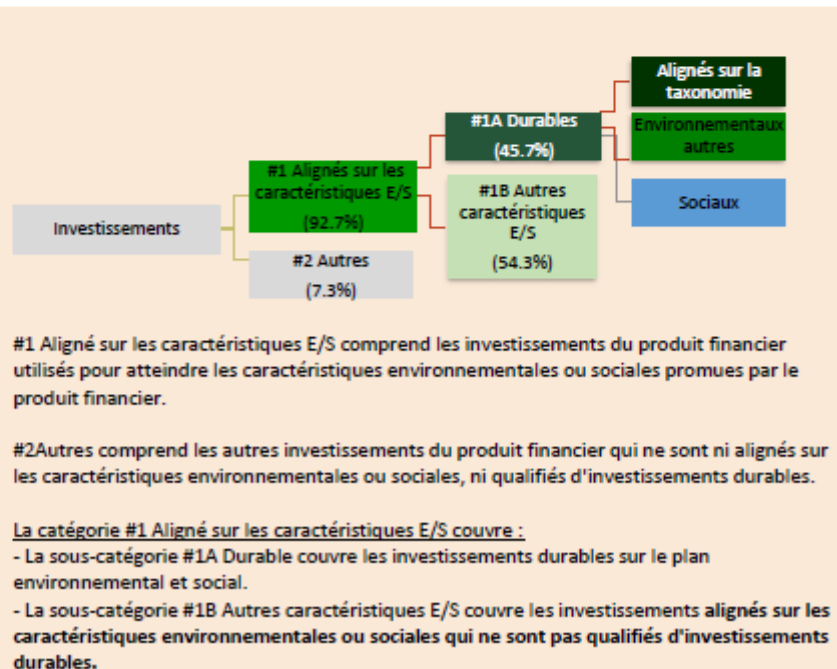 Alignés sur la
taxonomie
#1A Durables
(45.7%)
Environnementaux
autres
#1 Alignés sur les
caractéristiques E/S
(92.7%)
#1B Autres
caractéristiques
E/S
(54.3%)
Sociaux
Investissements
#2 Autres
(7.3%)
#1 Aligné sur les caractéristiques E/S comprend les investissements du produit financier
utilisés pour atteindre les caractéristiques environnementales ou sociales promues par le
produit financier.
#2Autres comprend les autres investissements du produit financier qui ne sont ni alignés sur
les caractéristiques environnementales ou sociales, ni qualifiés d'investissements durables.
La catégorie #1 Aligné sur les caractéristiques E/S couvre :
- La sous-catégorie #1A Durable couvre les investissements durables sur le plan
environnemental et social.
- La sous-catégorie #1B Autres caractéristiques E/S couvre les investissements alignés sur les
caractéristiques environnementales ou sociales qui ne sont pas qualifiés d'investissements
durables.